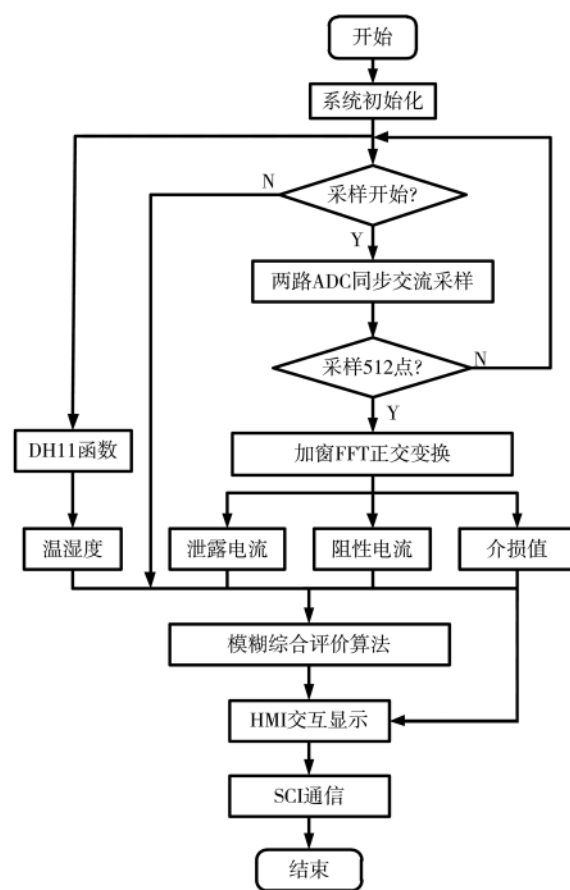 开始
系统初始化
N
采样开始?
Y
两路ADC同步交流采样
采样512点?
N
Y
DH11函数
加窗FFT正交变换
温湿度
泄露电流
阻性电流
介损值
模糊综合评价算法
HMI交互显示
SCI通信
结束